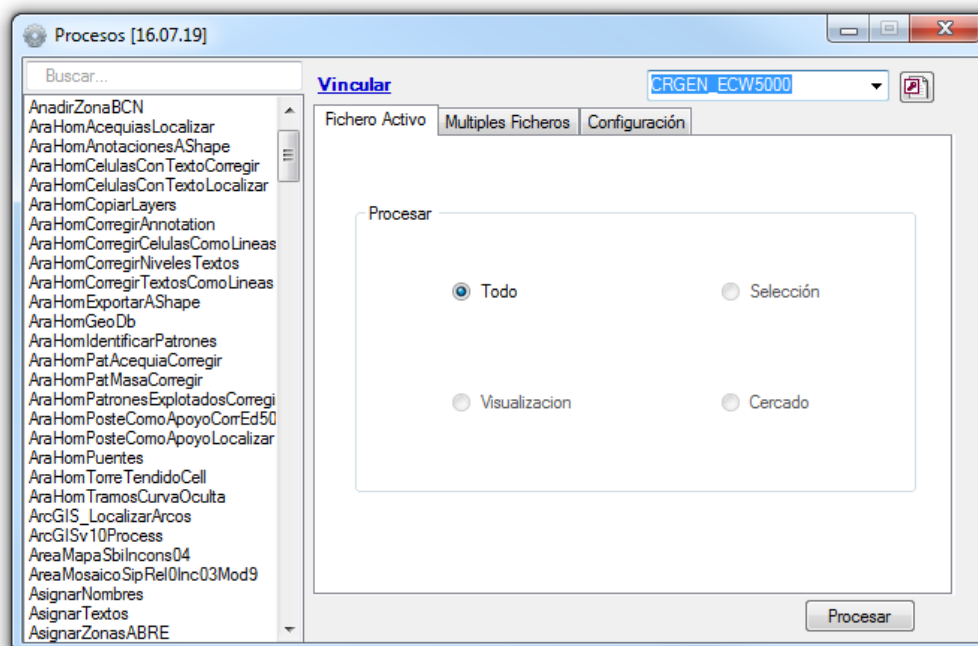 Procesos [16.07.19]
Buscar...
AnadirZonaBCN
AraHomAcequiasLocalizar
AraHomAnotacionesAShape
AraHomCelulasConTextoCorregir
AraHomCelulasConTextoLocalizar
AraHomCopiarLayers
AraHomCorregirAnnotation
AraHomCorregirCelulasComoLineas
AraHomCorregirNivelesTextos
AraHomCorregirTextosComoLineas
AraHomExportarAShape
AraHomGeoDb
AraHomIdentificarPatrones
AraHomPatAcequiaCorregir
AraHomPatMasaCorregir
AraHomPatronesExplotadosCorregi
AraHomPosteComoApoyoCorrEd50
AraHomPosteComoApoyoLocalizar
AraHomPuentes
AraHomTorreTendidoCell
AraHomTramosCurvaOculta
ArcGIS_LocalizarArcos
ArcGISv10Process
AreaMapaSbiIncons04
AreaMosaicoSipRel0Inc03Mod9
AsignarNombres
AsignarTextos
AsignarZonasABRE
Vincular
CRGEN_ECW5000
Fichero Activo
Multiples Ficheros
Configuración
Procesar
Todo
Selección
Visualizacion
Cercado
Procesar